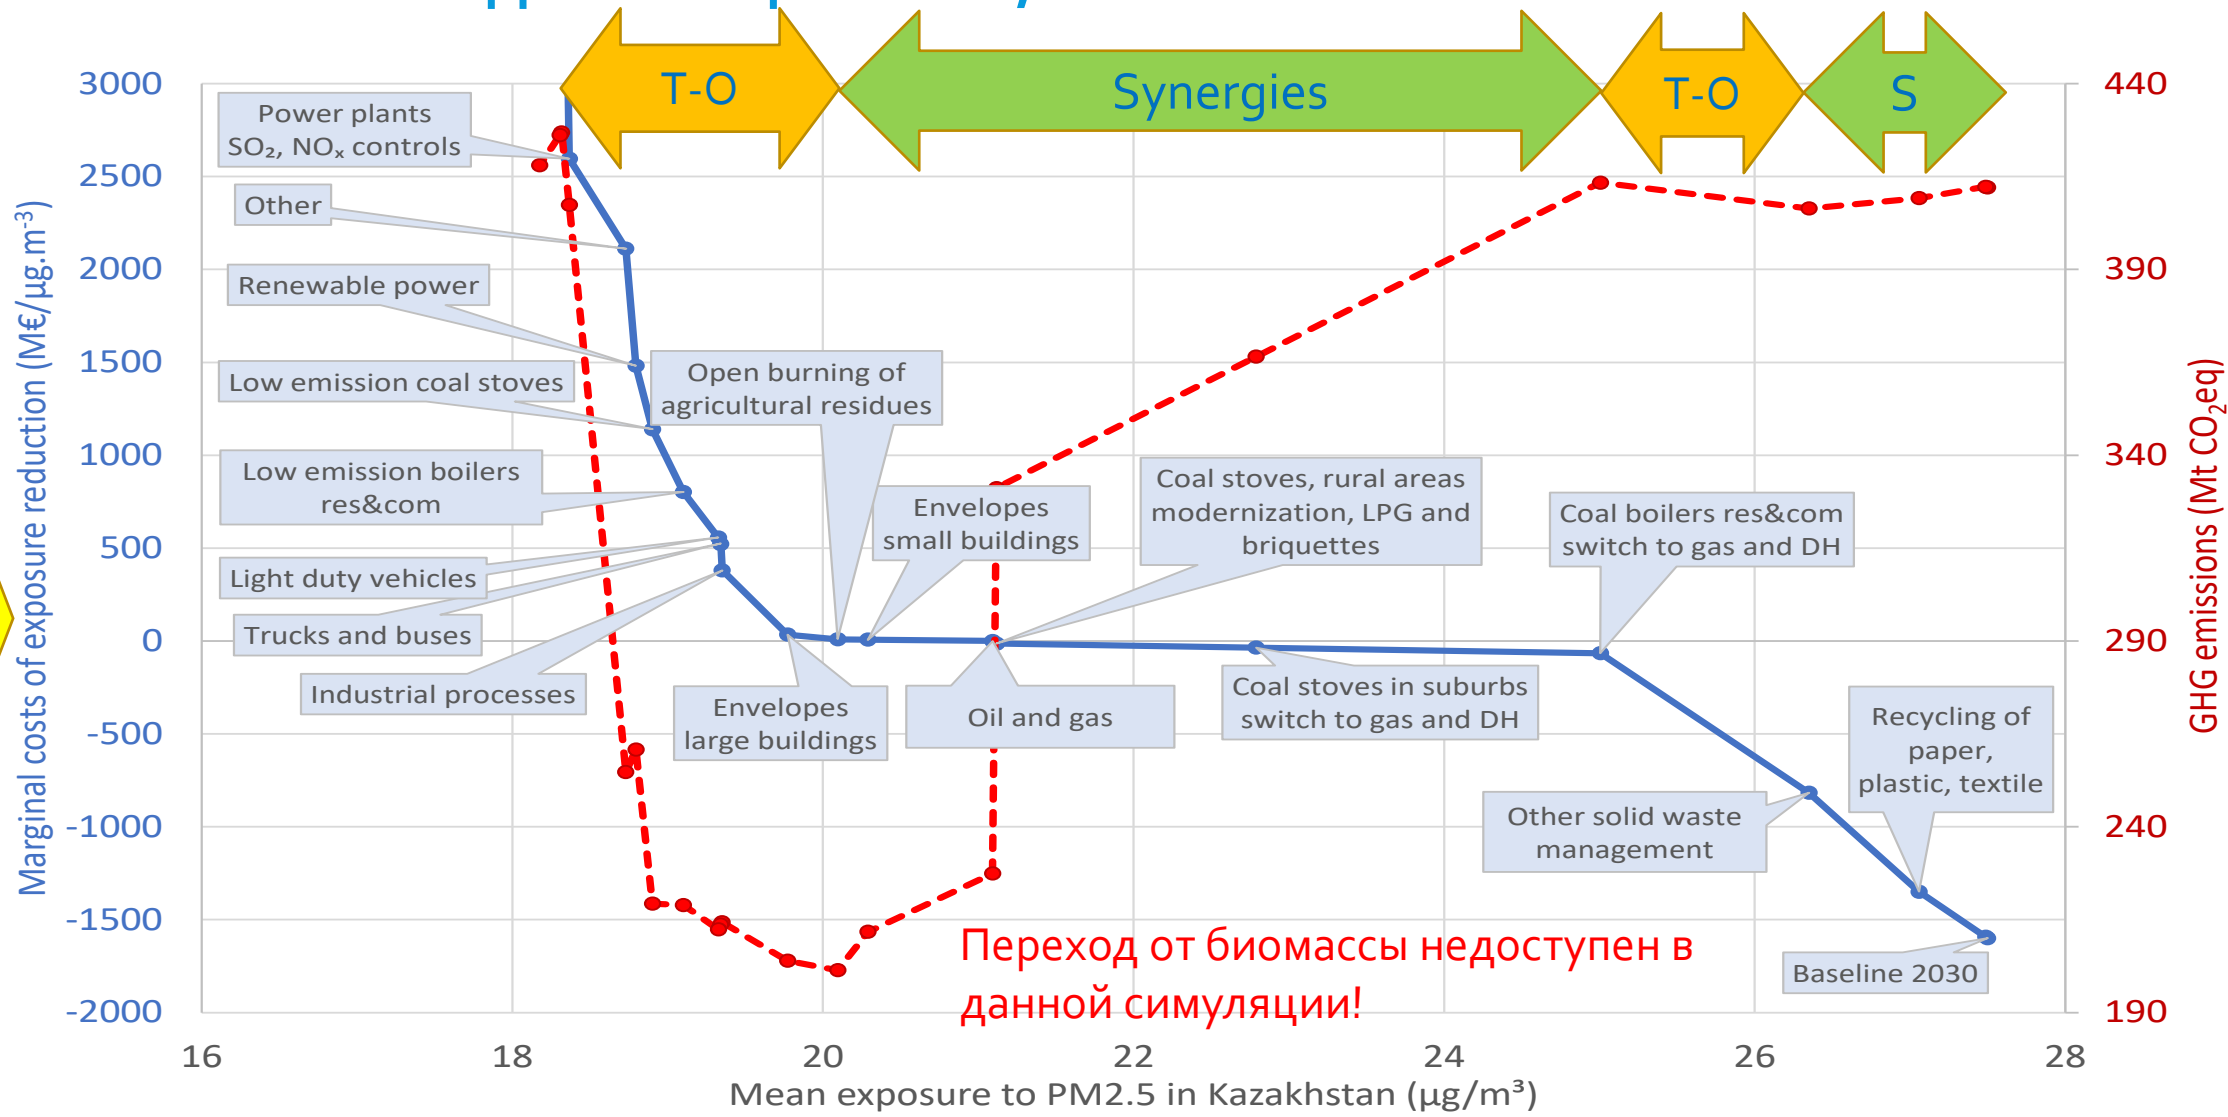 T-O
Synergies
T-O
S
3000
2500
2000
1500
1000
500
0
-500
-1000
-1500
-2000
Marginal costs of exposure reduction (M€/µg.m⁻³)
440
390
340
290
240
190
GHG emissions (Mt CO₂eq)
Power plants
SO₂, NOₓ controls
Other
Renewable power
Low emission coal stoves
Open burning of
agricultural residues
Low emission boilers
res&com
Envelopes
small buildings
Coal stoves, rural areas
modernization, LPG and
briquettes
Coal boilers res&com
switch to gas and DH
Light duty vehicles
Trucks and buses
Industrial processes
Envelopes
large buildings
Oil and gas
Coal stoves in suburbs
switch to gas and DH
Recycling of
paper,
plastic, textile
Other solid waste
management
Baseline 2030
Переход от биомассы недоступен в
данной симуляции!
16
18
20
22
24
26
28
Mean exposure to PM2.5 in Kazakhstan (µg/m³)